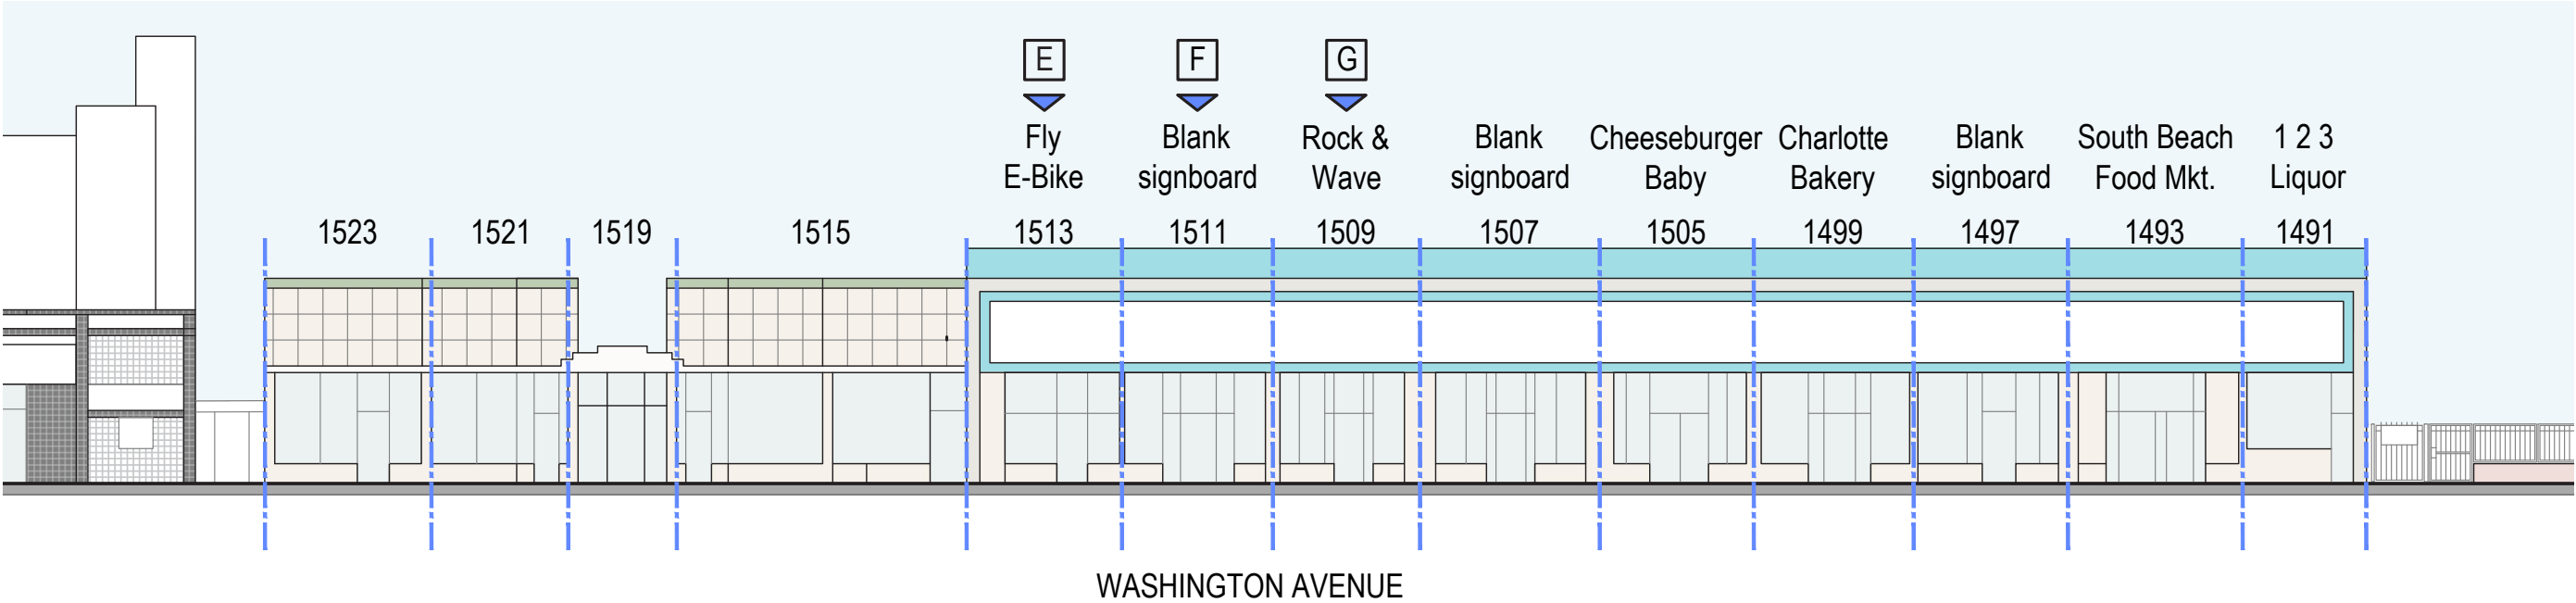 E F G
Fly Blank Rock & Blank Cheeseburger Charlotte Blank South Beach 1 2 3
E-Bike signboard Wave signboard Baby Bakery signboard Food Mkt. Liquor
1523 1521 1519 1515 1513 1511 1509 1507 1505 1499 1497 1493 1491
WASHINGTON AVENUE